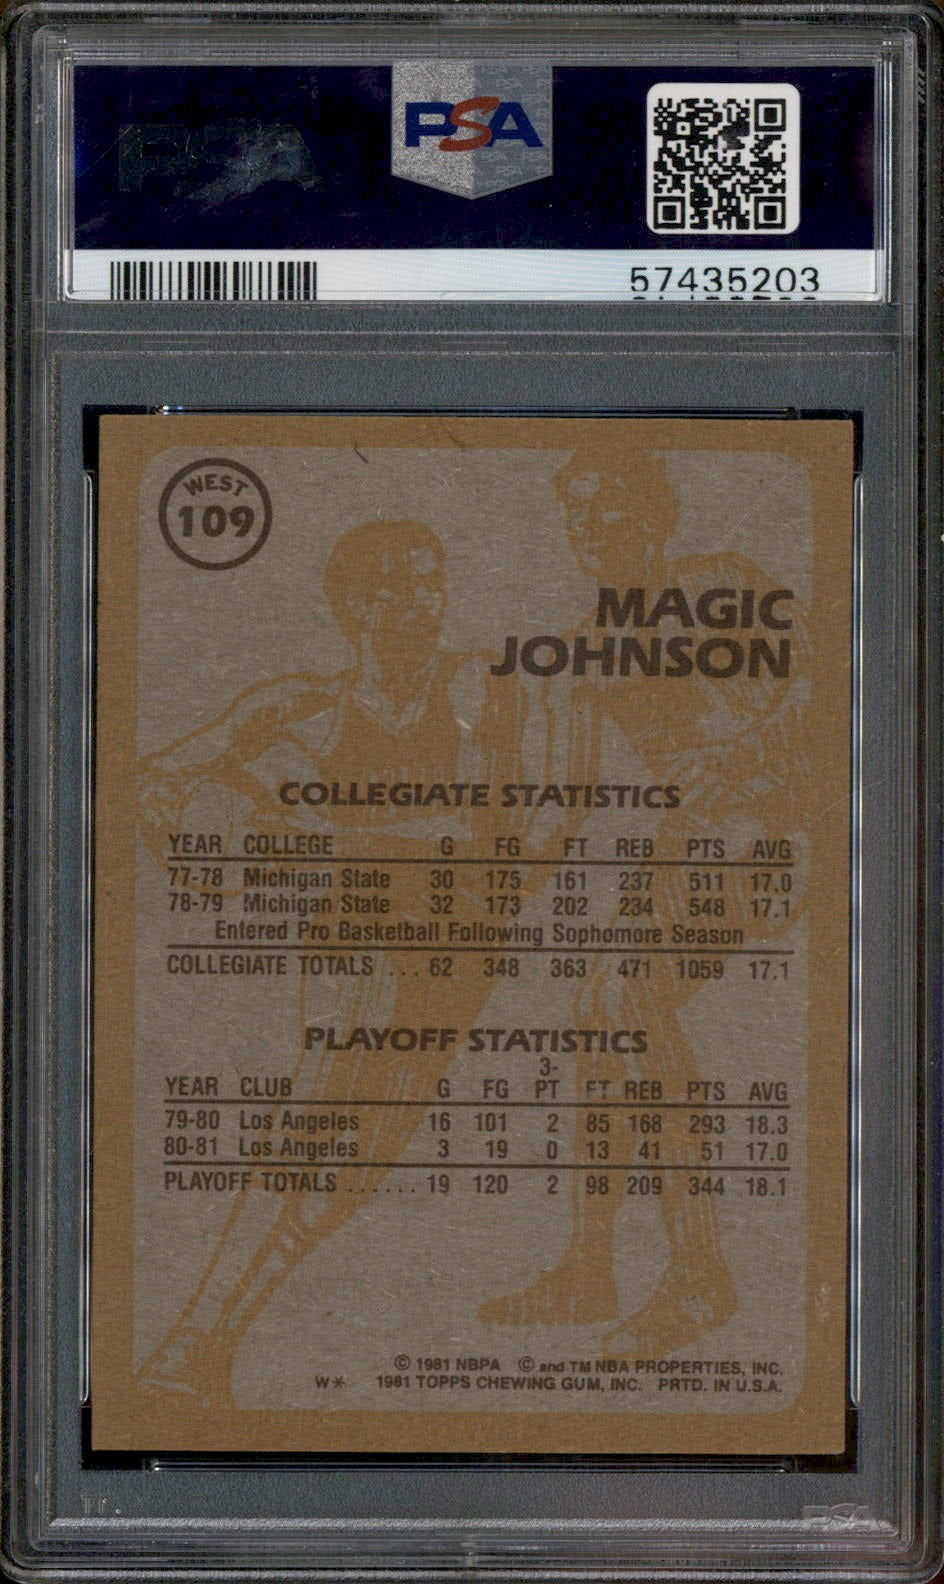 PSA
57435203
WEST
109
MAGIC
JOHNSON
COLLEGIATE STATISTICS
YEAR COLLEGE G FG FT REB PTS AVG
77-78 Michigan State 30 175 161 237 511 17.0
78-79 Michigan State 32 173 202 234 548 17.1
Entered Pro Basketball Following Sophomore Season
COLLEGIATE TOTALS ... 62 348 363 471 1059 17.1
PLAYOFF STATISTICS
YEAR CLUB G FG 3-PT FT REB PTS AVG
79-80 Los Angeles 16 101 2 85 168 293 18.3
80-81 Los Angeles 3 19 0 13 41 51 17.0
PLAYOFF TOTALS ...... 19 120 2 98 209 344 18.1
© 1981 NBPA © and TM NBA PROPERTIES, INC.
W* 1981 TOPPS CHEWING GUM, INC. PRTD. IN U.S.A.
PSA